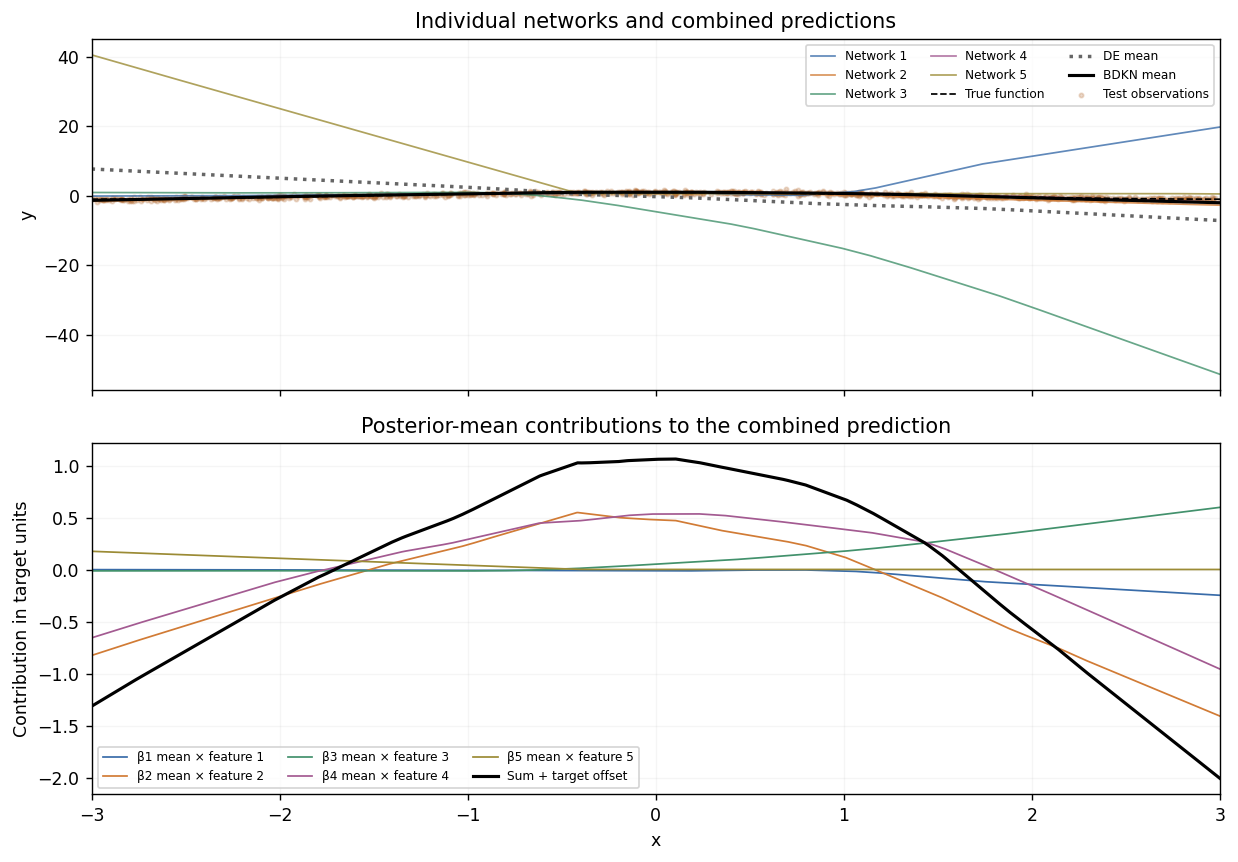 Individual networks and combined predictions
40
20
0
−20
−40
y
Network 1
Network 2
Network 3
Network 4
Network 5
True function
DE mean
BDKN mean
Test observations
Posterior-mean contributions to the combined prediction
1.0
0.5
0.0
−0.5
−1.0
−1.5
−2.0
Contribution in target units
β1 mean × feature 1
β2 mean × feature 2
β3 mean × feature 3
β4 mean × feature 4
β5 mean × feature 5
Sum + target offset
−3 −2 −1 0 1 2 3
x